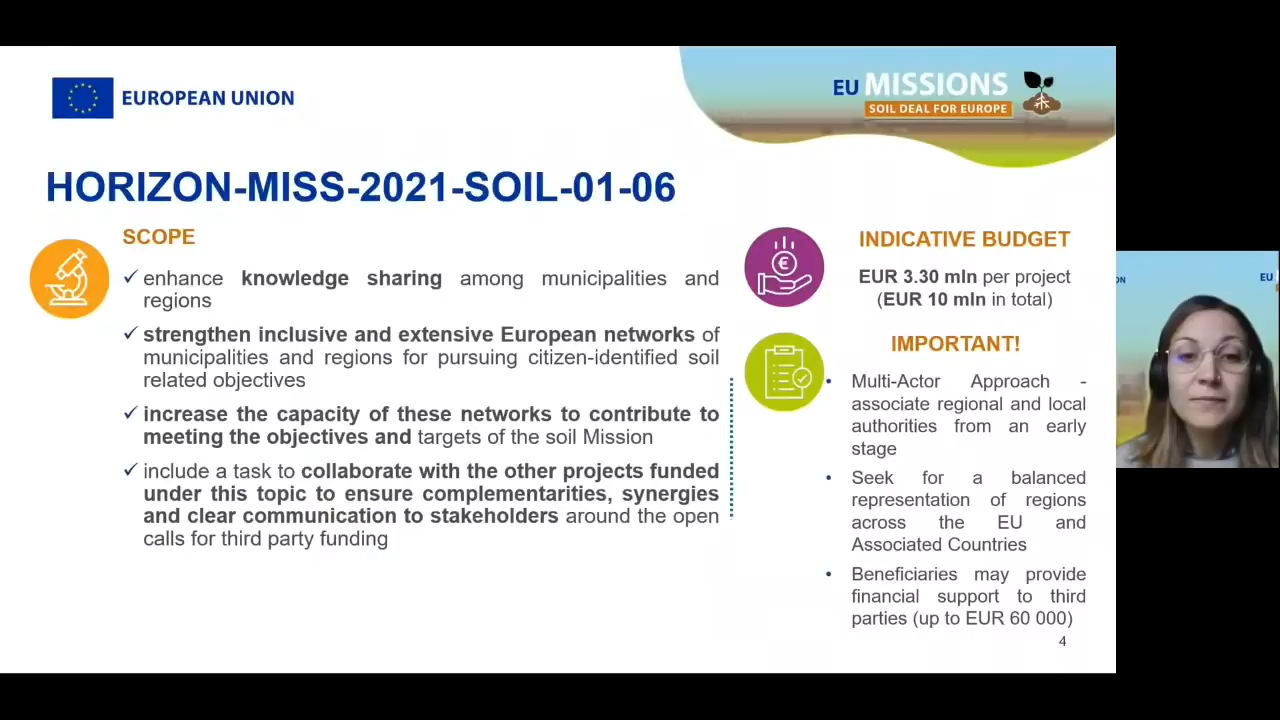 EUROPEAN UNION
EU MISSIONS
SOIL DEAL FOR EUROPE
HORIZON-MISS-2021-SOIL-01-06
SCOPE
✓ enhance knowledge sharing among municipalities and
regions
✓ strengthen inclusive and extensive European networks of
municipalities and regions for pursuing citizen-identified soil
related objectives
✓ increase the capacity of these networks to contribute to
meeting the objectives and targets of the soil Mission
✓ include a task to collaborate with the other projects funded
under this topic to ensure complementarities, synergies
and clear communication to stakeholders around the open
calls for third party funding
INDICATIVE BUDGET
EUR 3.30 mln per project
(EUR 10 mln in total)
IMPORTANT!
• Multi-Actor Approach -
associate regional and local
authorities from an early
stage
• Seek for a balanced
representation of regions
across the EU and
Associated Countries
• Beneficiaries may provide
financial support to third
parties (up to EUR 60 000)
4
ON
EU